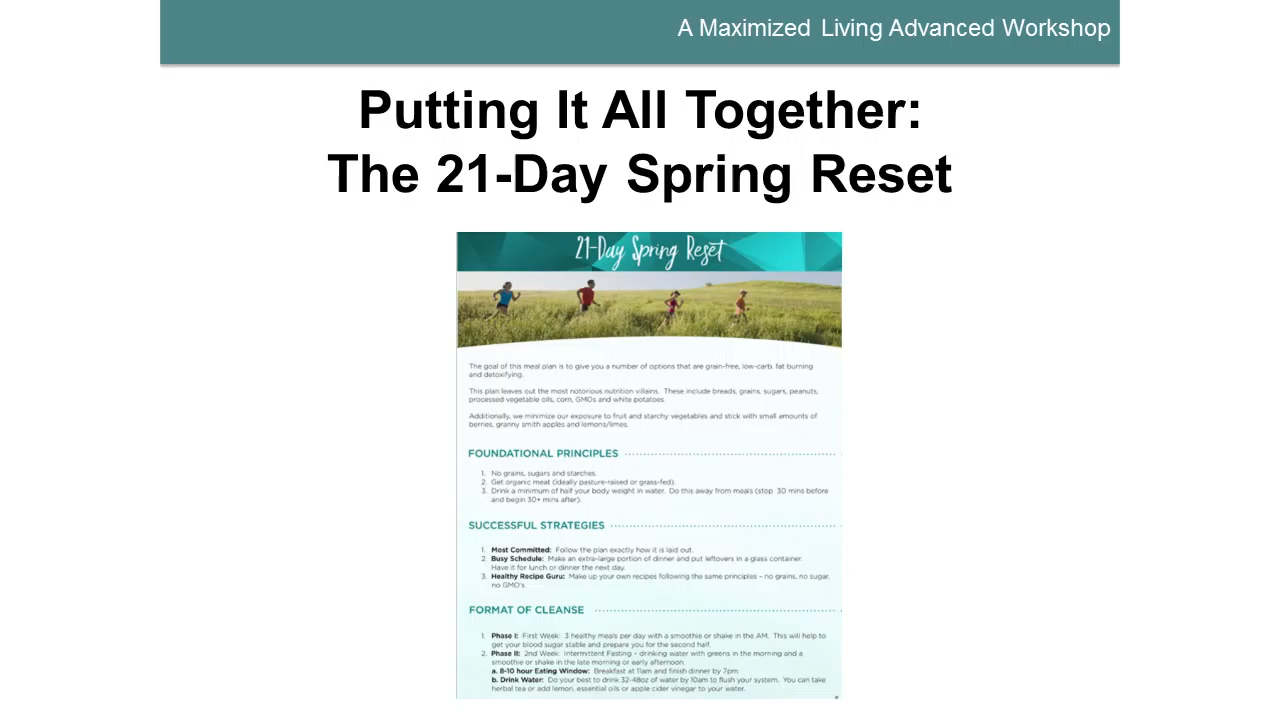 A Maximized Living Advanced Workshop
Putting It All Together:
The 21-Day Spring Reset
21-Day Spring Reset
The goal of this meal plan is to give you a number of options that are grain-free, low-carb, fat burning
and detoxifying.
This plan leaves out the most notorious nutrition villains. These include breads, grains, sugars, peanuts,
processed vegetable oils, corn, GMOs and white potatoes.
Additionally, we minimize our exposure to fruit and starchy vegetables and stick with small amounts of
berries, granny smith apples and lemons/limes.
FOUNDATIONAL PRINCIPLES
1. No grains, sugars and starches.
2. Get organic meat (ideally pasture-raised or grass-fed).
3. Drink a minimum of half your body weight in water. Do this away from meals (stop 30 mins before
and begin 30+ mins after).
SUCCESSFUL STRATEGIES
1. Most Committed: Follow the plan exactly how it is laid out.
2. Busy Schedule: Make an extra-large portion of dinner and put leftovers in a glass container.
Have it for lunch or dinner the next day.
3. Healthy Recipe Guru: Make up your own recipes following the same principles – no grains, no sugar,
no GMO's.
FORMAT OF CLEANSE
1. Phase I: First Week: 3 healthy meals per day with a smoothie or shake in the AM. This will help to
get your blood sugar stable and prepare you for the second half.
2. Phase II: 2nd Week: Intermittent Fasting – drinking water with greens in the morning and a
smoothie or shake in the late morning or early afternoon.
a. 8-10 hour Eating Window: Breakfast at 11am and finish dinner by 7pm
b. Drink Water: Do your best to drink 32-48oz of water by 10am to flush your system. You can take
herbal tea or add lemon, essential oils or apple cider vinegar to your water.